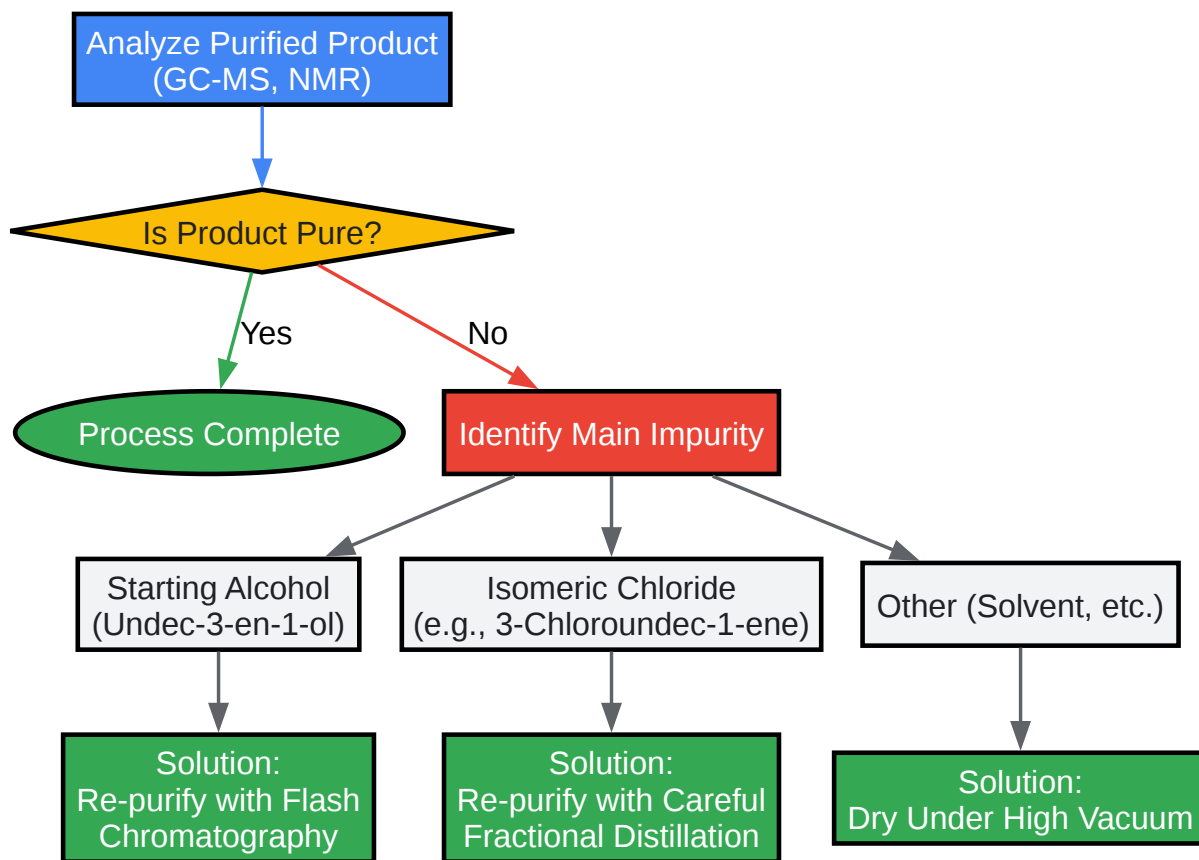 Analyze Purified Product
(GC-MS, NMR)
Is Product Pure?
Yes
No
Process Complete
Identify Main Impurity
Starting Alcohol
(Undec-3-en-1-ol)
Isomeric Chloride
(e.g., 3-Chloroundec-1-ene)
Other (Solvent, etc.)
Solution:
Re-purify with Flash
Chromatography
Solution:
Re-purify with Careful
Fractional Distillation
Solution:
Dry Under High Vacuum